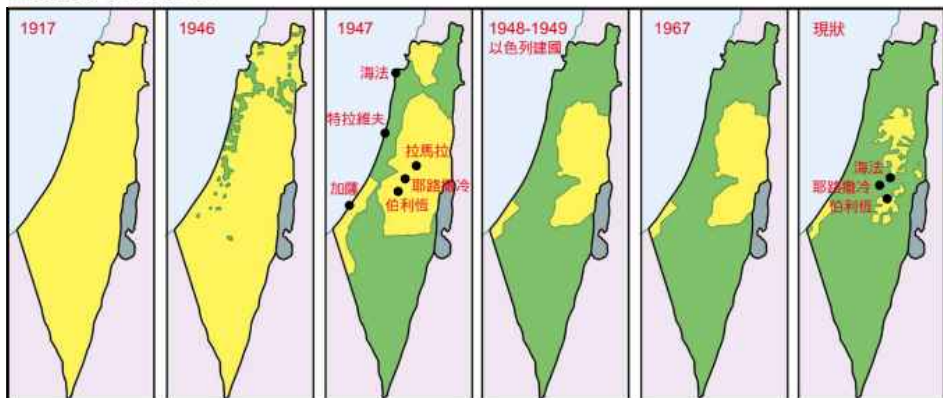 1917
1946
1947
海法
特拉維夫
拉馬拉
加薩
耶路撒冷
伯利恆
1948-1949
以色列建國
1967
現狀
海法
耶路撒冷
伯利恆